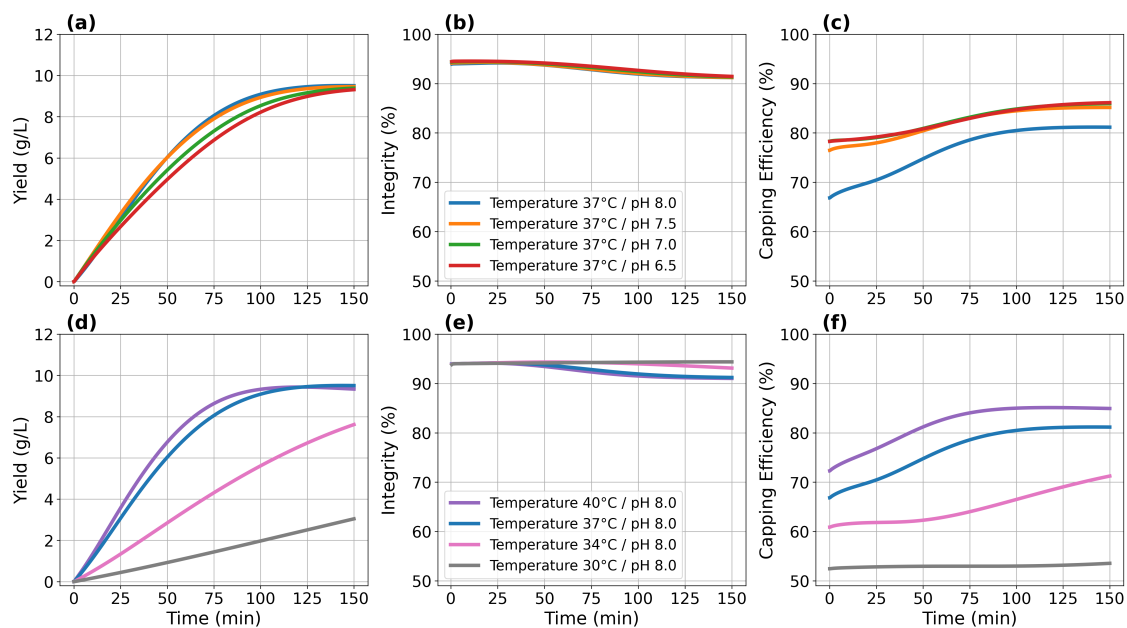 (a)
Yield (g/L)
12
10
8
6
4
2
0
0 25 50 75 100 125 150
(b)
Integrity (%)
100
90
80
70
60
50
Temperature 37°C / pH 8.0
Temperature 37°C / pH 7.5
Temperature 37°C / pH 7.0
Temperature 37°C / pH 6.5
0 25 50 75 100 125 150
(c)
Capping Efficiency (%)
100
90
80
70
60
50
0 25 50 75 100 125 150
(d)
Yield (g/L)
12
10
8
6
4
2
0
0 25 50 75 100 125 150
Time (min)
(e)
Integrity (%)
100
90
80
70
60
50
Temperature 40°C / pH 8.0
Temperature 37°C / pH 8.0
Temperature 34°C / pH 8.0
Temperature 30°C / pH 8.0
0 25 50 75 100 125 150
Time (min)
(f)
Capping Efficiency (%)
100
90
80
70
60
50
0 25 50 75 100 125 150
Time (min)